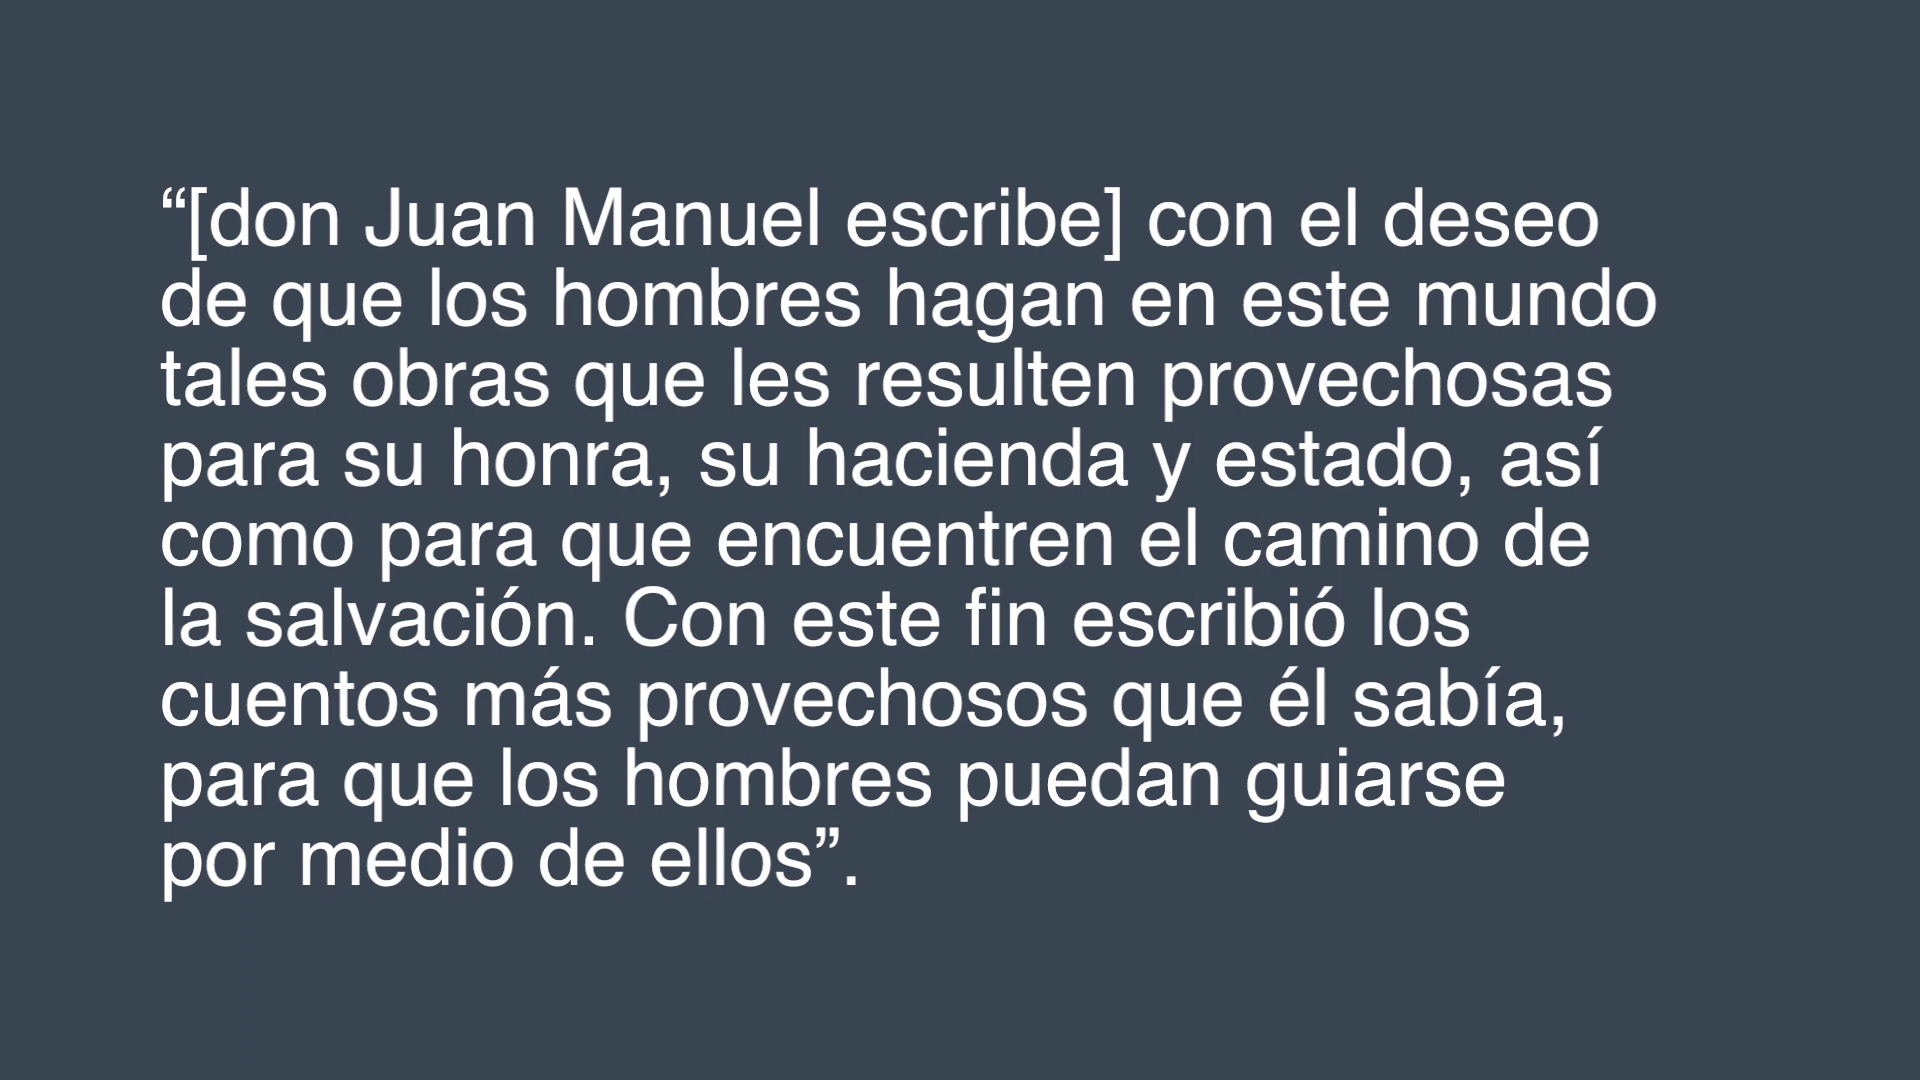 “[don Juan Manuel escribe] con el deseo
de que los hombres hagan en este mundo
tales obras que les resulten provechosas
para su honra, su hacienda y estado, así
como para que encuentren el camino de
la salvación. Con este fin escribió los
cuentos más provechosos que él sabía,
para que los hombres puedan guiarse
por medio de ellos”.